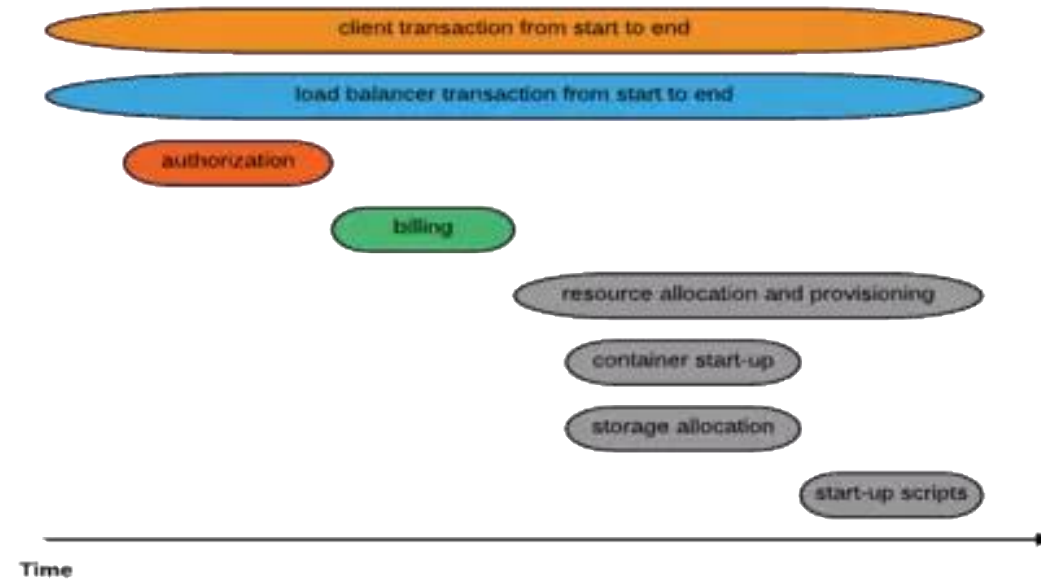 client transaction from start to end
load balancer transaction from start to end
authorization
billing
resource allocation and provisioning
container start-up
storage allocation
start-up scripts
Time